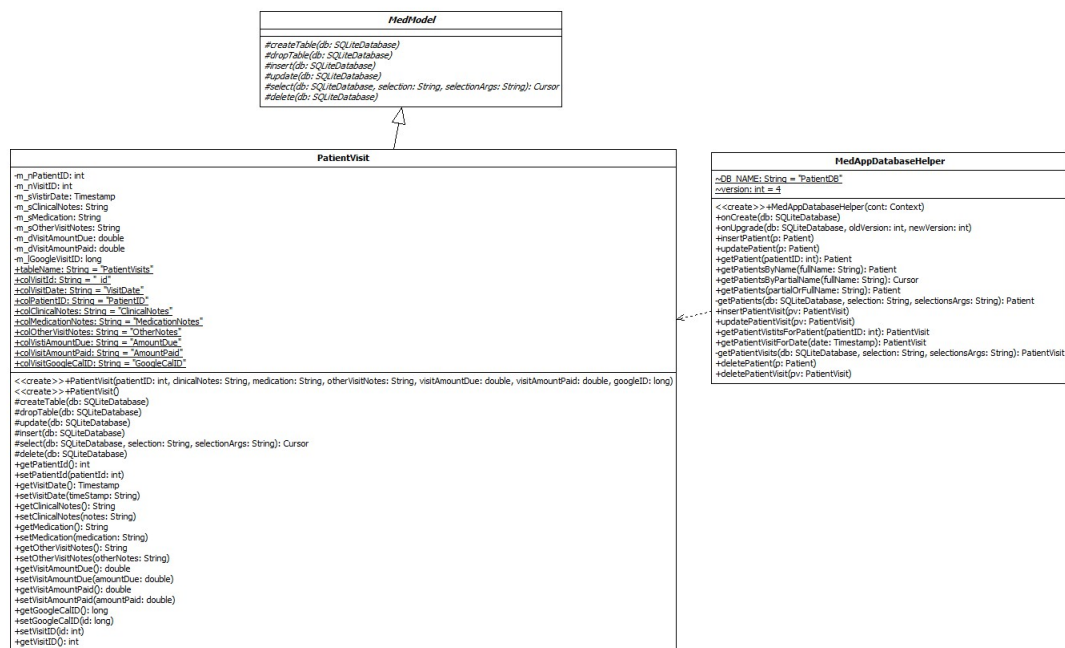 MedModel
#createTable(db: SQLiteDatabase)
#dropTable(db: SQLiteDatabase)
#insert(db: SQLiteDatabase)
#update(db: SQLiteDatabase)
#select(db: SQLiteDatabase, selection: String, selectionArgs: String): Cursor
#delete(db: SQLiteDatabase)
PatientVisit
-m_nPatientID: int
-m_nVisitID: int
-m_sVistirDate: Timestamp
-m_sClinicalNotes: String
-m_sMedication: String
-m_sOtherVisitNotes: String
-m_dVisitAmountDue: double
-m_dVisitAmountPaid: double
-m_lGoogleVisitID: long
+tableName: String = "PatientVisits"
+colVisitId: String = "_id"
+colVisitDate: String = "VisitDate"
+colPatientID: String = "PatientID"
+colClinicalNotes: String = "ClinicalNotes"
+colMedicationNotes: String = "MedicationNotes"
+colOtherVisitNotes: String = "OtherNotes"
+colVistiAmountDue: String = "AmountDue"
+colVisitAmountPaid: String = "AmountPaid"
+colVisitGoogleCalID: String = "GoogleCalID"
<<create>>+PatientVisit(patientID: int, clinicalNotes: String, medication: String, otherVisitNotes: String, visitAmountDue: double, visitAmountPaid: double, googleID: long)
<<create>>+PatientVisit()
#createTable(db: SQLiteDatabase)
#dropTable(db: SQLiteDatabase)
#update(db: SQLiteDatabase)
#insert(db: SQLiteDatabase)
#select(db: SQLiteDatabase, selection: String, selectionArgs: String): Cursor
#delete(db: SQLiteDatabase)
+getPatientId(): int
+setPatientId(patientId: int)
+getVisitDate(): Timestamp
+setVisitDate(timeStamp: String)
+getClinicalNotes(): String
+setClinicalNotes(notes: String)
+getMedication(): String
+setMedication(medication: String)
+getOtherVisitNotes(): String
+setOtherVisitNotes(otherNotes: String)
+getVisitAmountDue(): double
+setVisitAmountDue(amountDue: double)
+getVisitAmountPaid(): double
+setVisitAmountPaid(amountPaid: double)
+getGoogleCalID(): long
+setGoogleCalID(id: long)
+setVisitID(id: int)
+getVisitID(): int
MedAppDatabaseHelper
~DB_NAME: String = "PatientDB"
~version: int = 4
<<create>>+MedAppDatabaseHelper(cont: Context)
+onCreate(db: SQLiteDatabase)
+onUpgrade(db: SQLiteDatabase, oldVersion: int, newVersion: int)
+insertPatient(p: Patient)
+updatePatient(p: Patient)
+getPatient(patientID: int): Patient
+getPatientsByName(fullName: String): Patient
+getPatientsByPartialName(fullName: String): Cursor
+getPatients(partialOrFullName: String): Patient
-getPatients(db: SQLiteDatabase, selection: String, selectionsArgs: String): Patient
+insertPatientVisit(pv: PatientVisit)
+updatePatientVisit(pv: PatientVisit)
+getPatientVistitsForPatient(patientID: int): PatientVisit
+getPatientVisitForDate(date: Timestamp): PatientVisit
-getPatientVisits(db: SQLiteDatabase, selection: String, selectionsArgs: String): PatientVisit
+deletePatient(p: Patient)
+deletePatientVisit(pv: PatientVisit)